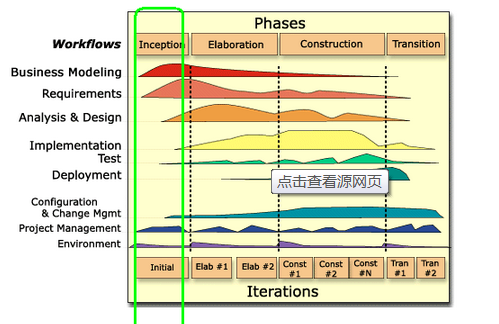 Phases
Workflows
Inception
Elaboration
Construction
Transition
Business Modeling
Requirements
Analysis & Design
Implementation
Test
Deployment
点击查看源网页
Configuration
& Change Mgmt
Project Management
Environment
Initial
Elab #1
Elab #2
Const
#1
Const
#2
Const
#N
Tran
#1
Tran
#2
Iterations